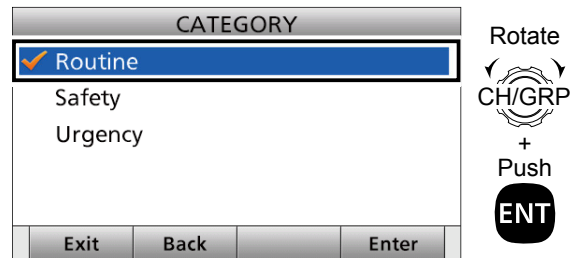 CATEGORY
Routine
Safety
Urgency
Exit Back Enter
Rotate
CH/GRP
+
Push
ENT